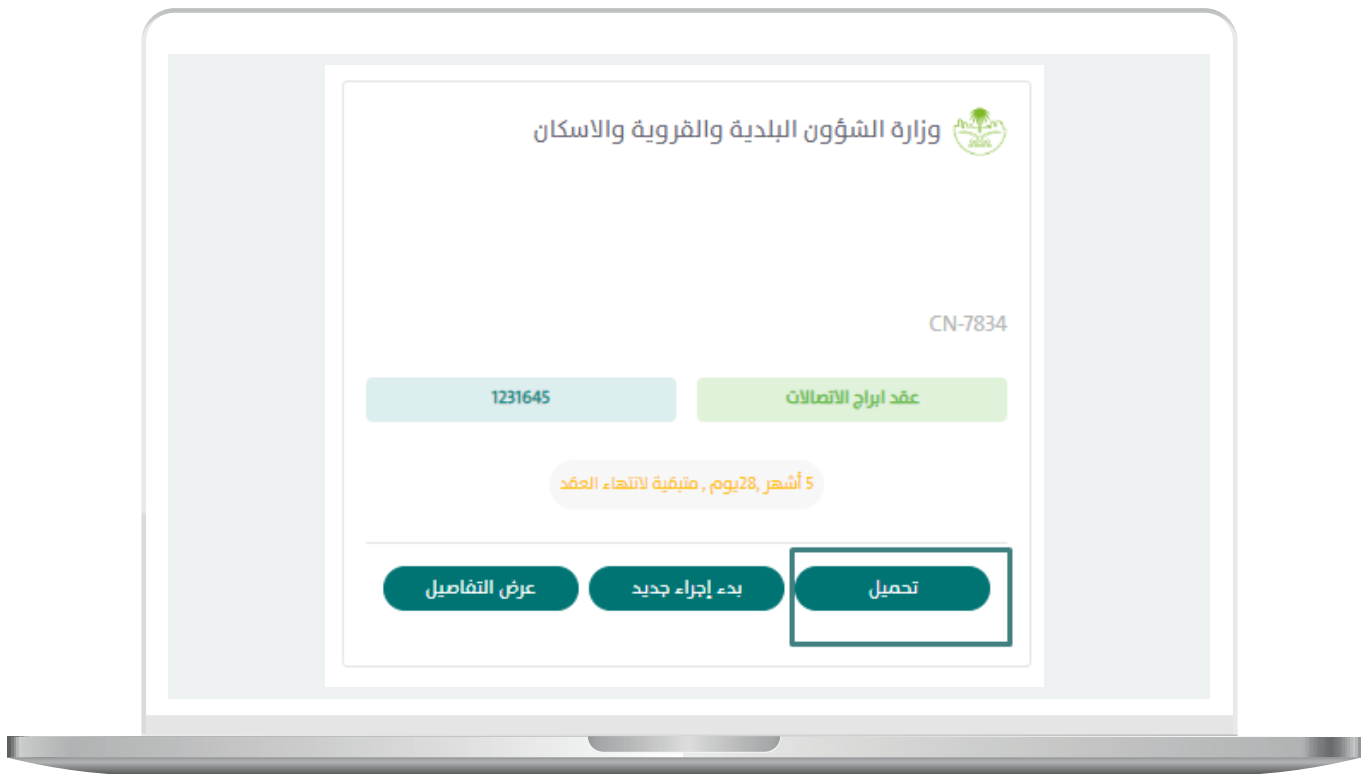 وزارة الشؤون البلدية والقروية والاسكان
CN-7834
عقد ابراج الاتصالات
1231645
5 أشهر ,28يوم , متبقية لانتهاء العقد
تحميل
بدء إجراء جديد
عرض التفاصيل